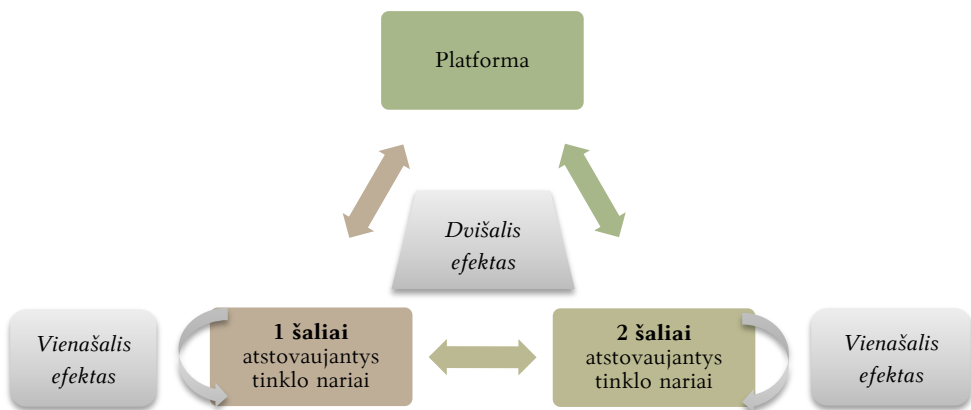 Platforma
Dvišalis
efektas
Vienašalis
efektas
1 šaliai
atstovaujantys
tinklo nariai
2 šaliai
atstovaujantys
tinklo nariai
Vienašalis
efektas